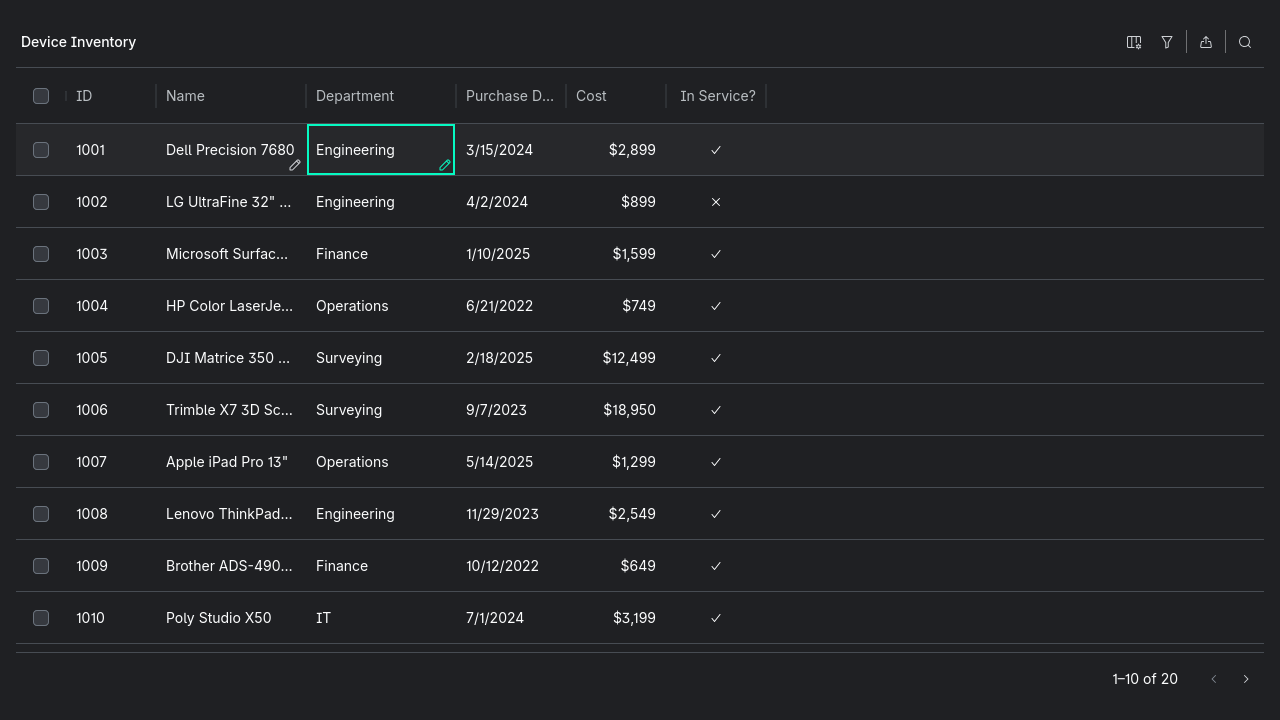 Device Inventory
ID Name Department Purchase D... Cost In Service?
1001 Dell Precision 7680 Engineering 3/15/2024 $2,899
1002 LG UltraFine 32" ... Engineering 4/2/2024 $899
1003 Microsoft Surfac... Finance 1/10/2025 $1,599
1004 HP Color LaserJe... Operations 6/21/2022 $749
1005 DJI Matrice 350 ... Surveying 2/18/2025 $12,499
1006 Trimble X7 3D Sc... Surveying 9/7/2023 $18,950
1007 Apple iPad Pro 13" Operations 5/14/2025 $1,299
1008 Lenovo ThinkPad... Engineering 11/29/2023 $2,549
1009 Brother ADS-490... Finance 10/12/2022 $649
1010 Poly Studio X50 IT 7/1/2024 $3,199
1–10 of 20